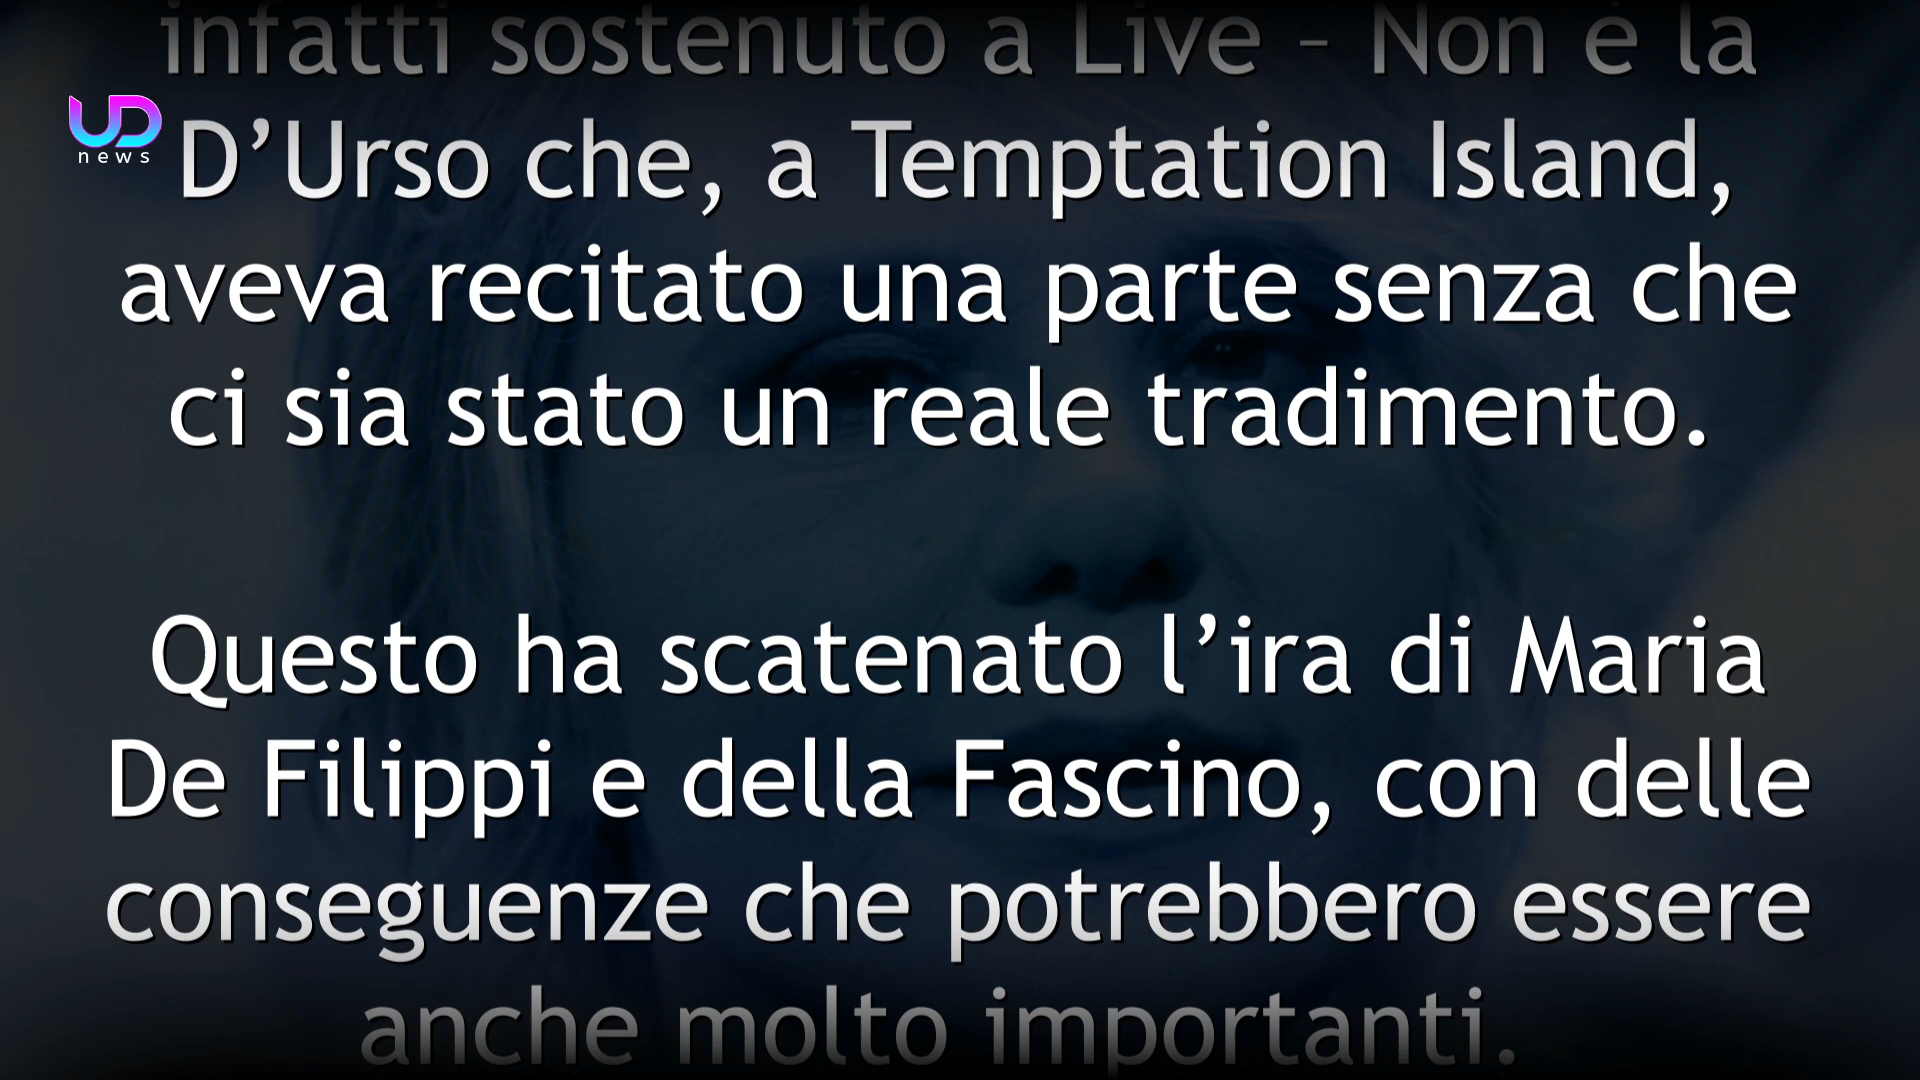 infatti sostenuto a Live – Non è la
UD
news
D’Urso che, a Temptation Island,
aveva recitato una parte senza che
ci sia stato un reale tradimento.
Questo ha scatenato l’ira di Maria
De Filippi e della Fascino, con delle
conseguenze che potrebbero essere
anche molto importanti.